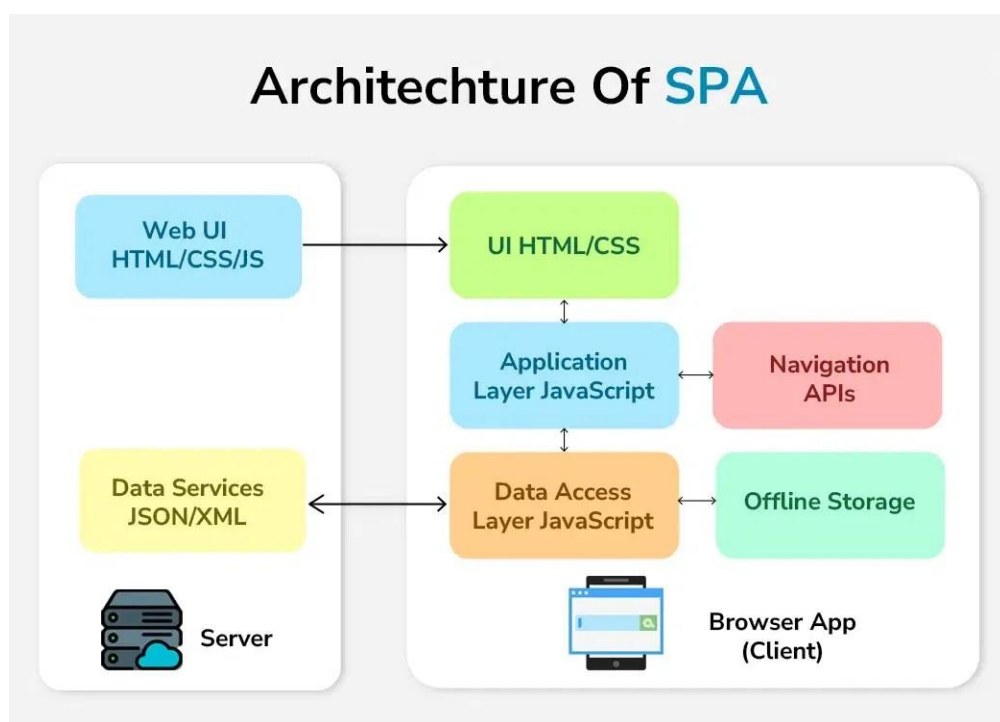 Architechture Of SPA
Web UI
HTML/CSS/JS
UI HTML/CSS
Application
Layer JavaScript
Navigation
APIs
Data Services
JSON/XML
Data Access
Layer JavaScript
Offline Storage
Server
Browser App
(Client)